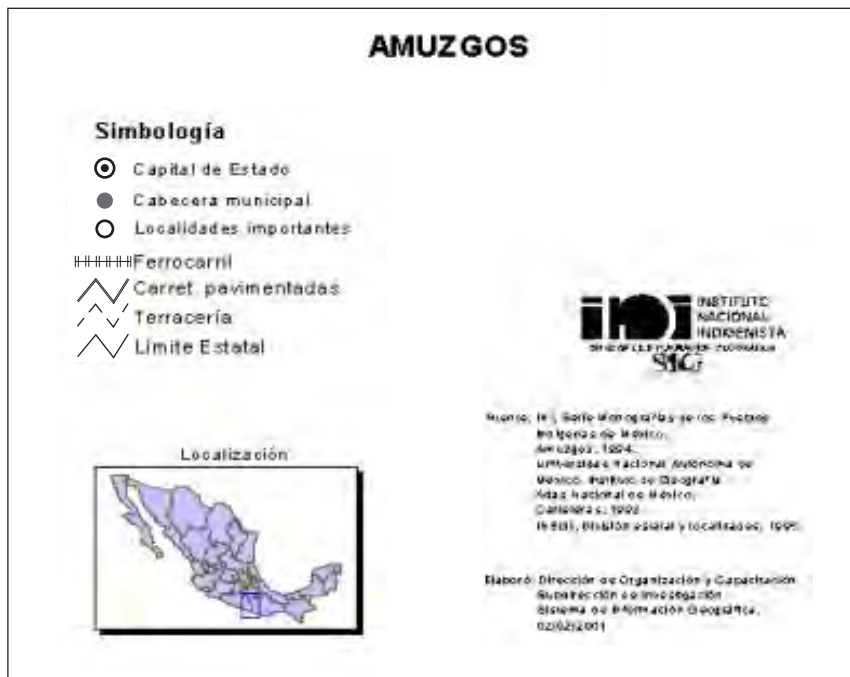 AMUZGOS
Simbología
Capital de Estado
Cabecera municipal
Localidades importantes
Ferrocarril
Carret. pavimentadas
Terracería
Límite Estatal
INSTITUTO
NACIONAL
INDIGENISTA
SIG
Localización
Fuente: INI, Serie Monografías de los Pueblos
Indígenas de México.
Amuzgos, 1994.
Universidad Nacional Autónoma de
México. Instituto de Geografía
Atlas Nacional de México.
Carreteras, 1992
División estatal y localidades, 1995.
Elaboró: Dirección de Organización y Capacitación
Subdirección de Investigación
Sistema de Información Geográfica.
02/02/2001